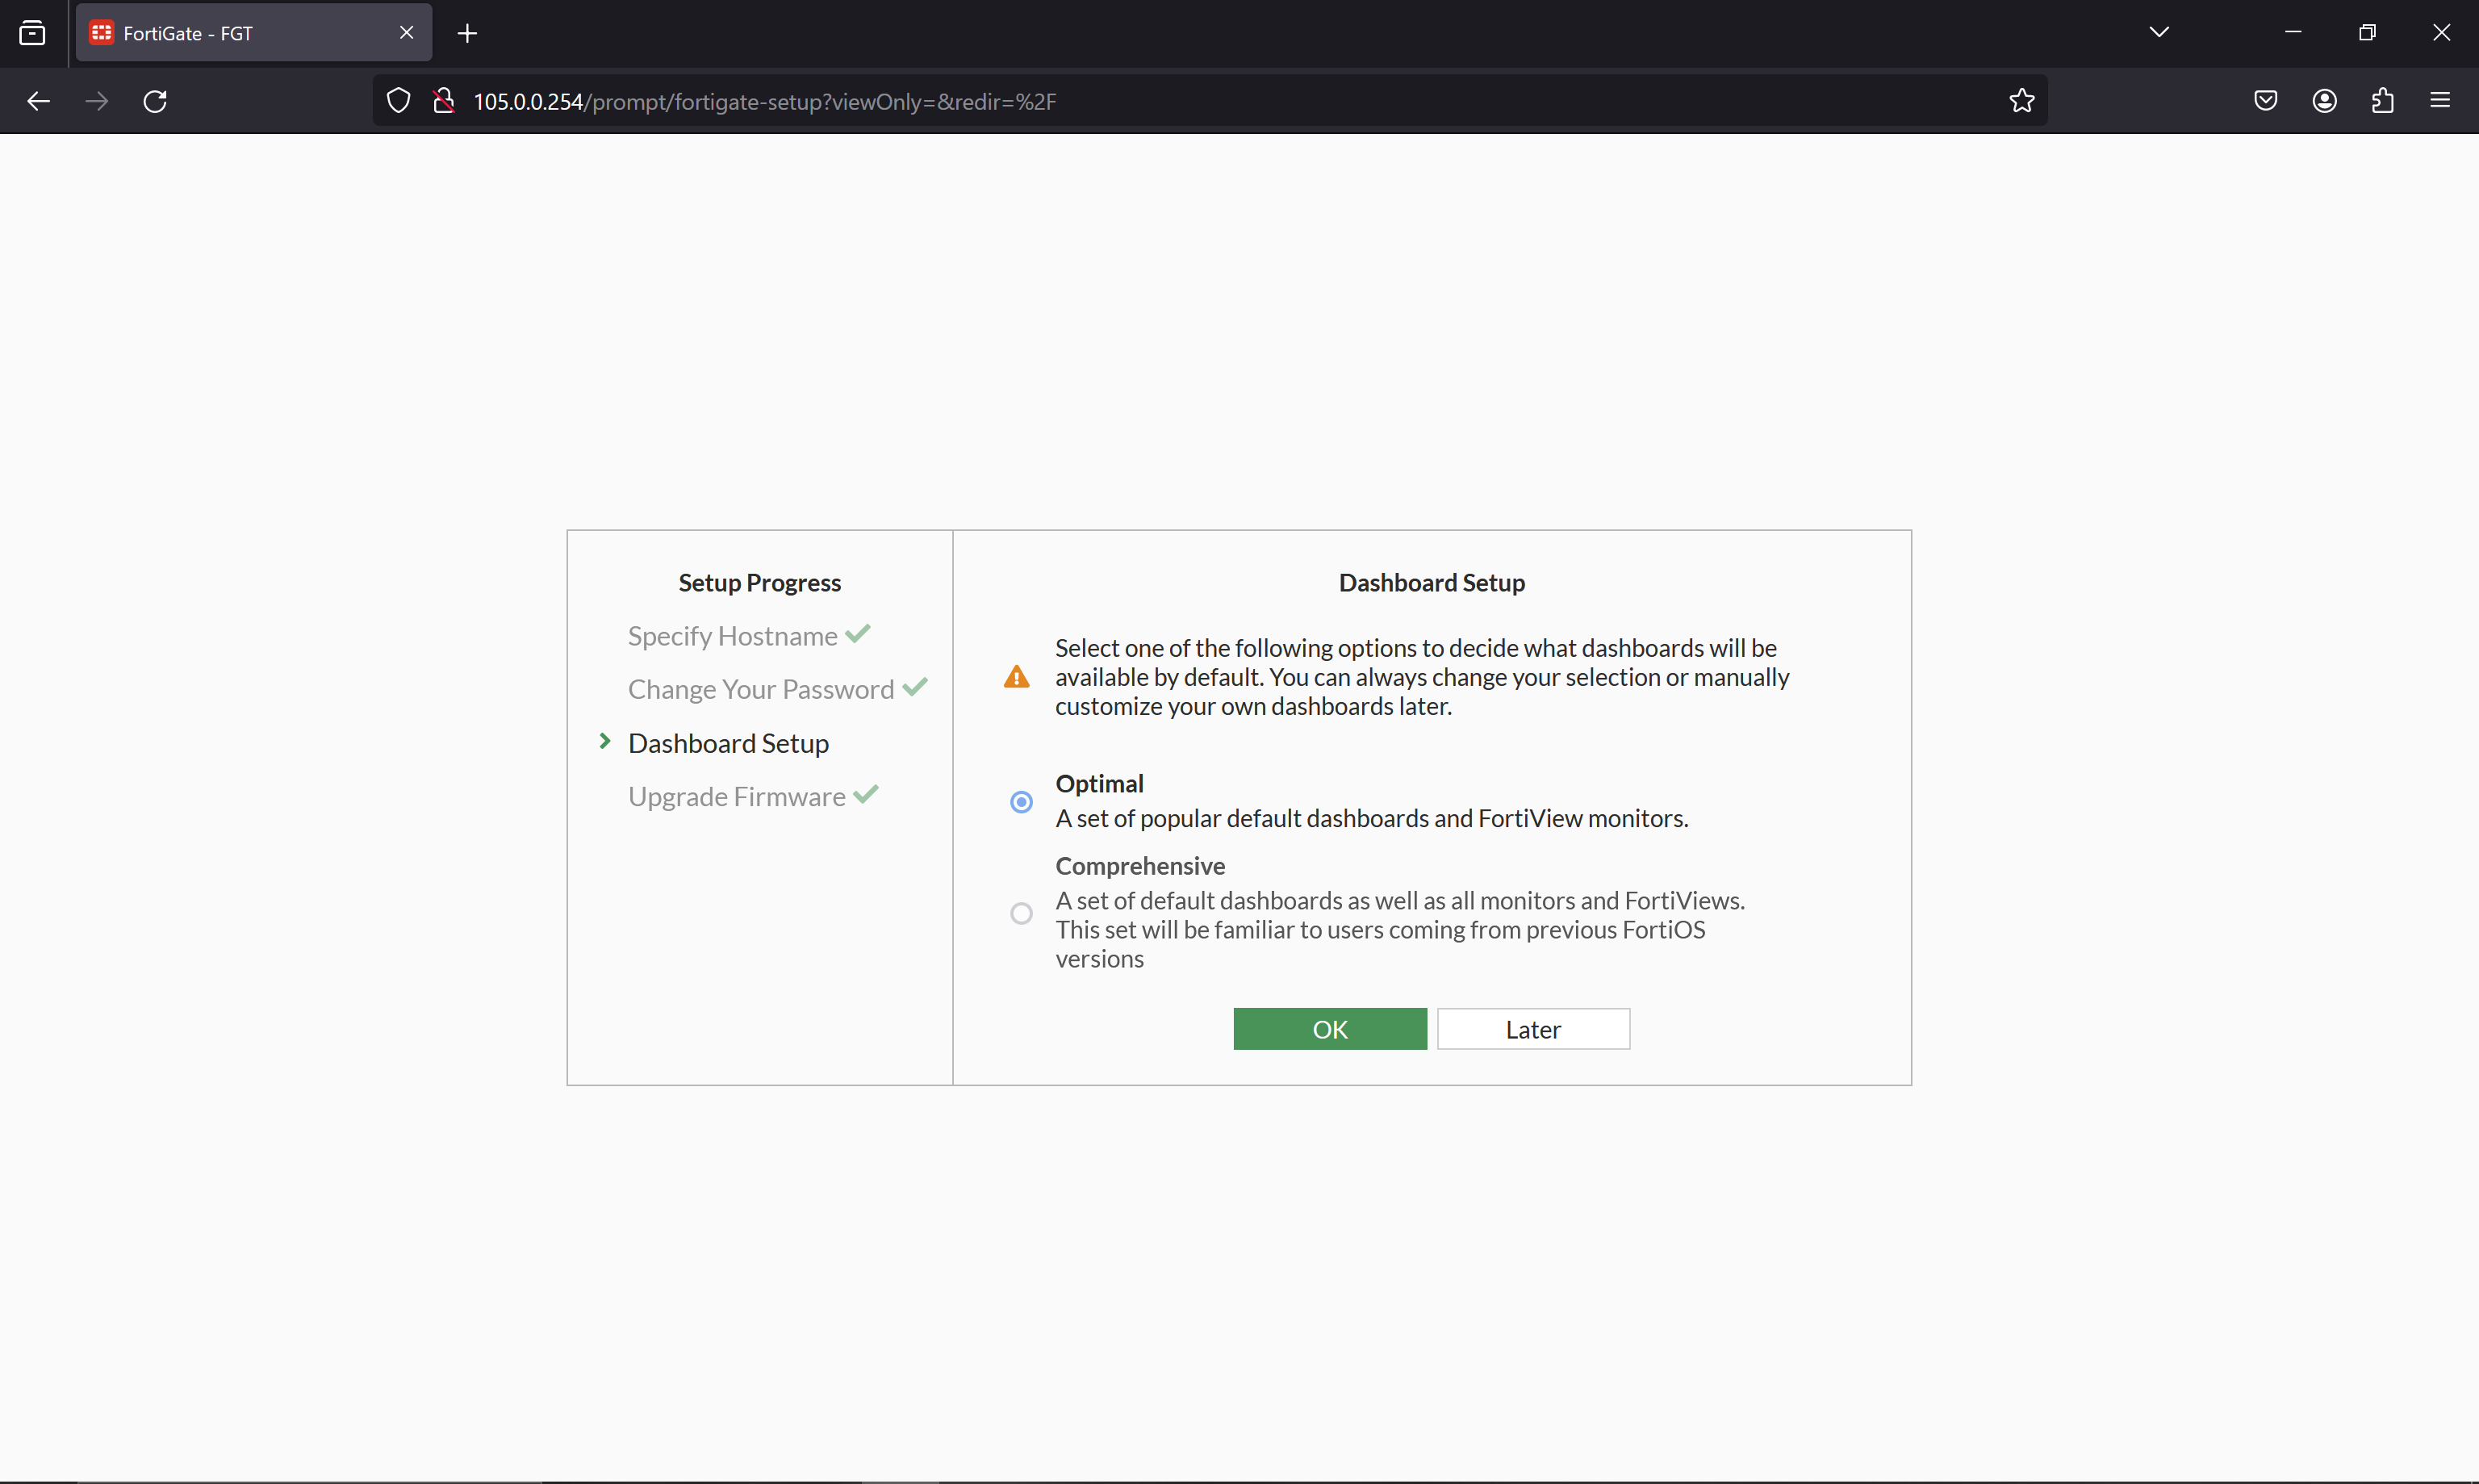 FortiGate - FGT
105.0.0.254/prompt/fortigate-setup?viewOnly=&redir=%2F
Setup Progress
Specify Hostname
Change Your Password
Dashboard Setup
Upgrade Firmware
Dashboard Setup
Select one of the following options to decide what dashboards will be
available by default. You can always change your selection or manually
customize your own dashboards later.
Optimal
A set of popular default dashboards and FortiView monitors.
Comprehensive
A set of default dashboards as well as all monitors and FortiViews.
This set will be familiar to users coming from previous FortiOS
versions
OK
Later